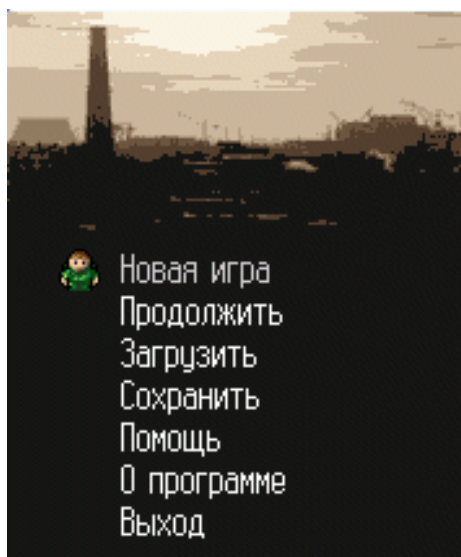 Новая игра
Продолжить
Загрузить
Сохранить
Помощь
О программе
Выход